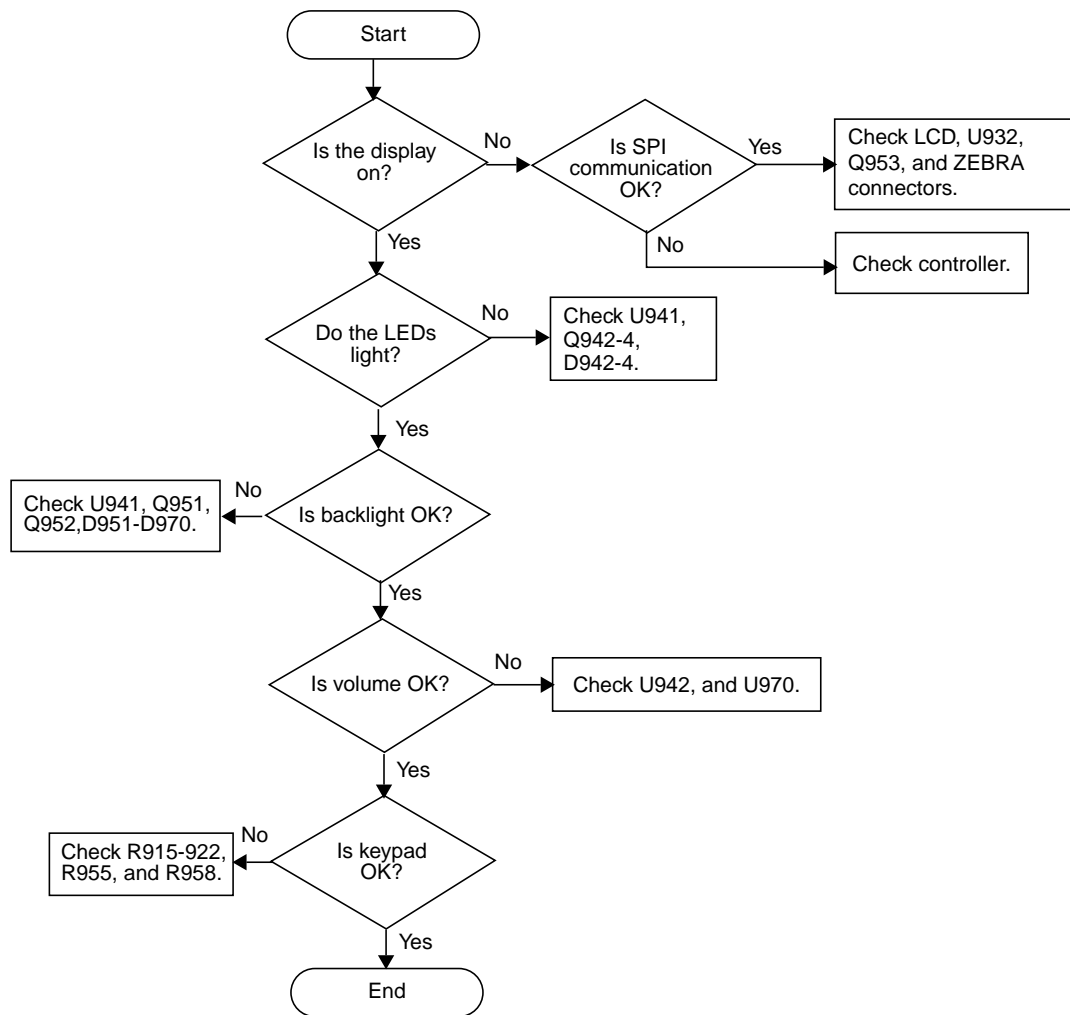 Start
Is the display
on?
No
Is SPI
communication
OK?
Yes
Check LCD, U932,
Q953, and ZEBRA
connectors.
No
Check controller.
Yes
Do the LEDs
light?
No
Check U941,
Q942-4,
D942-4.
Yes
Is backlight OK?
No
Check U941, Q951,
Q952,D951-D970.
Yes
Is volume OK?
No
Check U942, and U970.
Yes
Is keypad
OK?
No
Check R915-922,
R955, and R958.
Yes
End